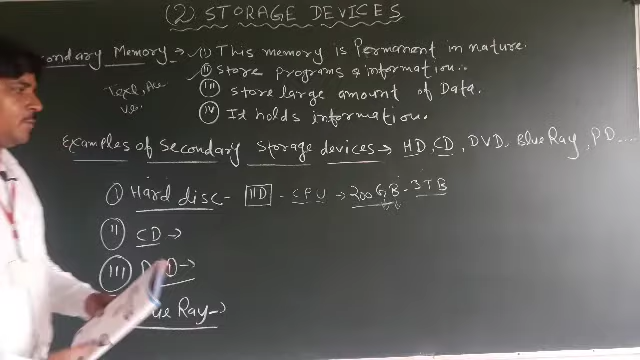 (2) STORAGE DEVICES
condary Memory → (i) This memory is Permanent in nature.
(ii) Store programs & information..
(iii) Store large amount of Data.
(iv) It holds information.
Examples of Secondary Storage devices → HD, CD, DVD, Blue Ray, PD....
(i) Hard disc - HD - CPU → 200 GB - 3TB
(ii) CD →
(iii) D D →
ue Ray →